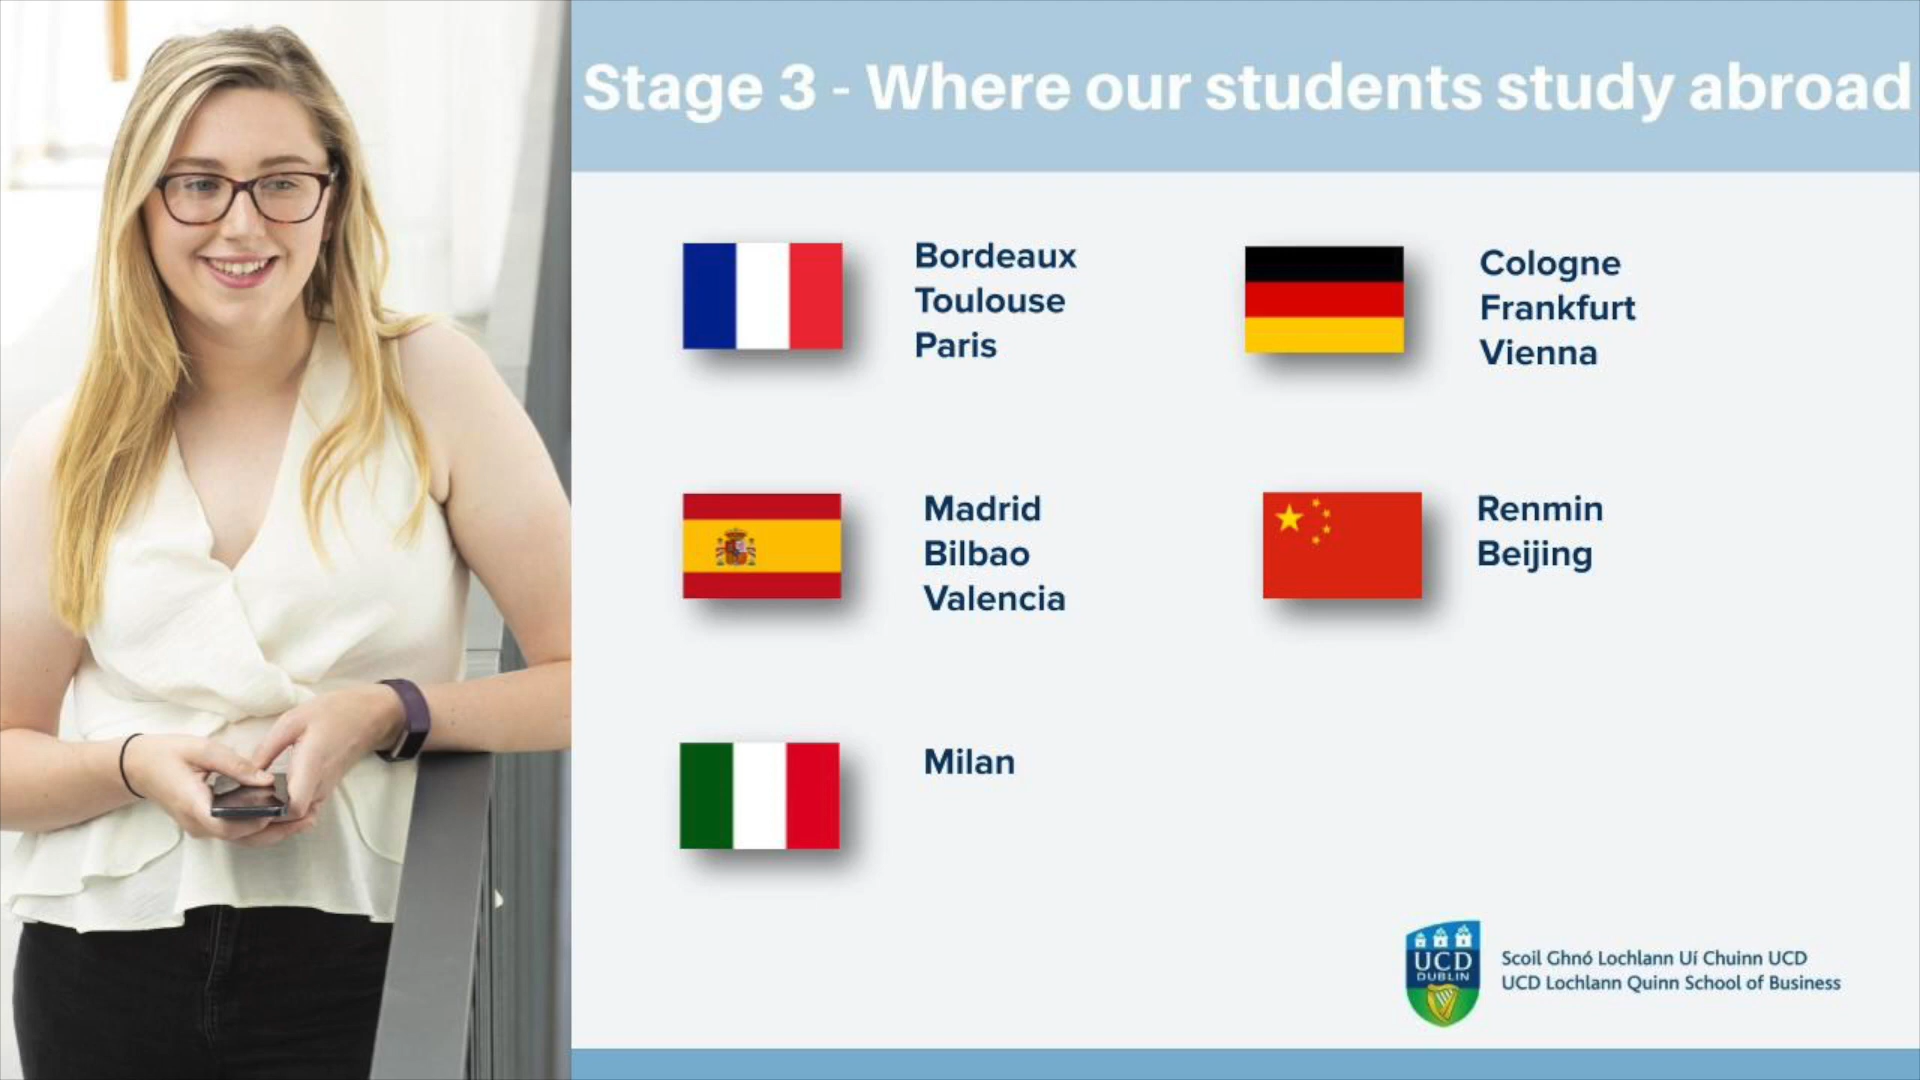 Stage 3 - Where our students study abroad
Bordeaux
Toulouse
Paris
Cologne
Frankfurt
Vienna
Madrid
Bilbao
Valencia
Renmin
Beijing
Milan
UCD
DUBLIN
Scoil Ghnó Lochlann Uí Chuinn UCD
UCD Lochlann Quinn School of Business